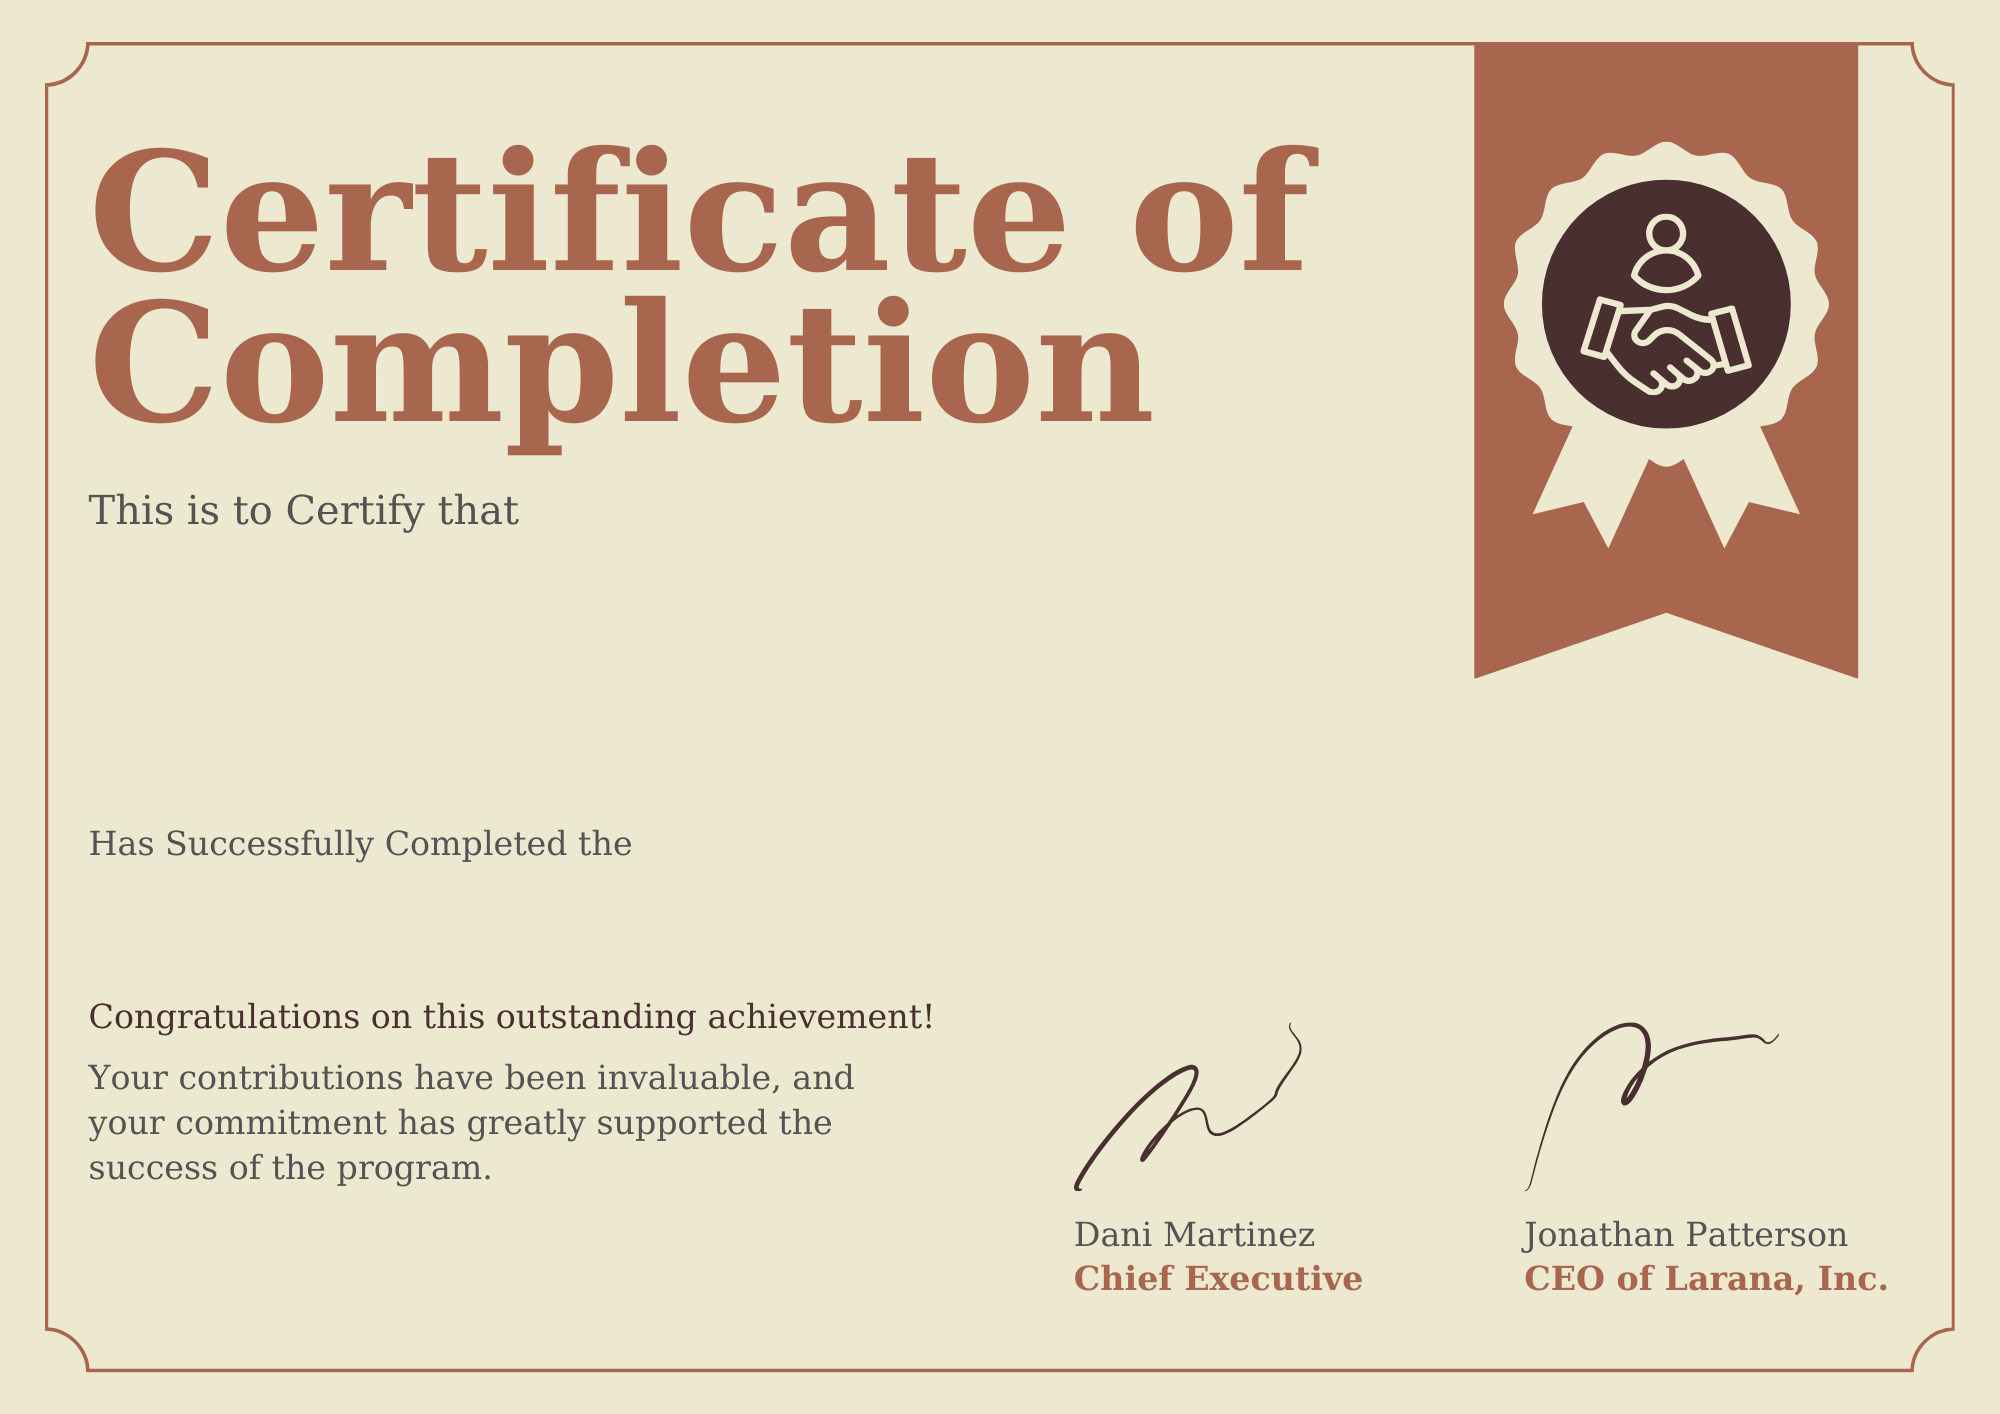 Certificate of
Completion
This is to Certify that
Has Successfully Completed the
Congratulations on this outstanding achievement!
Your contributions have been invaluable, and
your commitment has greatly supported the
success of the program.
Dani Martinez
Chief Executive
Jonathan Patterson
CEO of Larana, Inc.